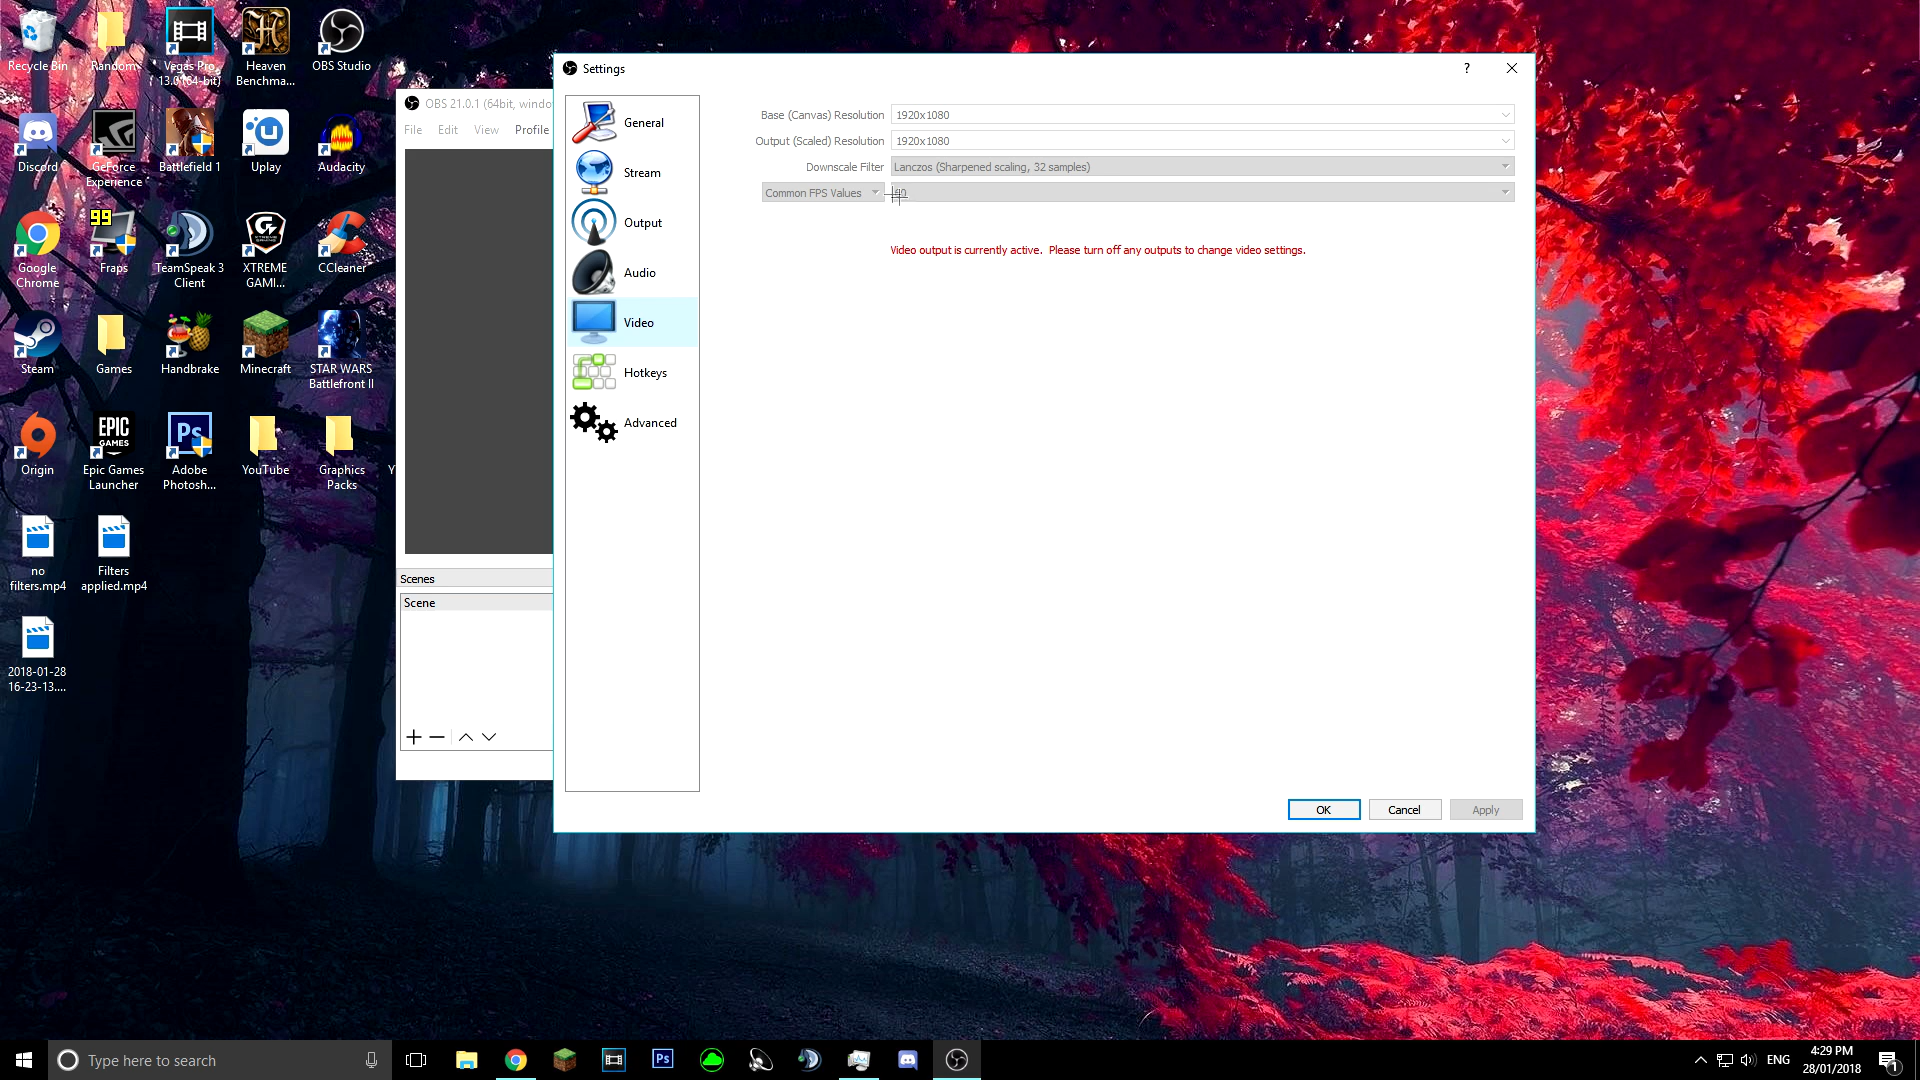 Recycle Bin
Random
Vegas Pro
13.0 (64-bit)
Heaven
Benchma...
OBS Studio
Discord
GeForce
Experience
Battlefield 1
Uplay
Audacity
99
Google
Chrome
Fraps
TeamSpeak 3
Client
XTREME
GAMI...
CCleaner
Steam
Games
Handbrake
Minecraft
STAR WARS
Battlefront II
Origin
EPIC
GAMES
Epic Games
Launcher
Ps
Adobe
Photosh...
YouTube
Graphics
Packs
Y
no
filters.mp4
Filters
applied.mp4
2018-01-28
16-23-13....
OBS 21.0.1 (64bit, windo
File Edit View Profile
Scenes
Scene
Settings
?
General
Stream
Output
Audio
Video
Hotkeys
Advanced
Base (Canvas) Resolution 1920x1080
Output (Scaled) Resolution 1920x1080
Downscale Filter Lanczos (Sharpened scaling, 32 samples)
Common FPS Values
Video output is currently active. Please turn off any outputs to change video settings.
OK Cancel Apply
Type here to search
Ps
ENG
4:29 PM
28/01/2018
1